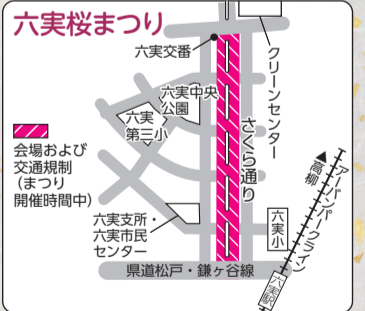 六実桜まつり
六実交番
クリーンセンター
六実中央
公園
六実
第三小
さくら通り
会場および
交通規制
(まつり
開催時間中)
▲高柳
アーバンパークライン
六実支所・
六実市民
センター
六実小
六実駅
県道松戸・鎌ヶ谷線